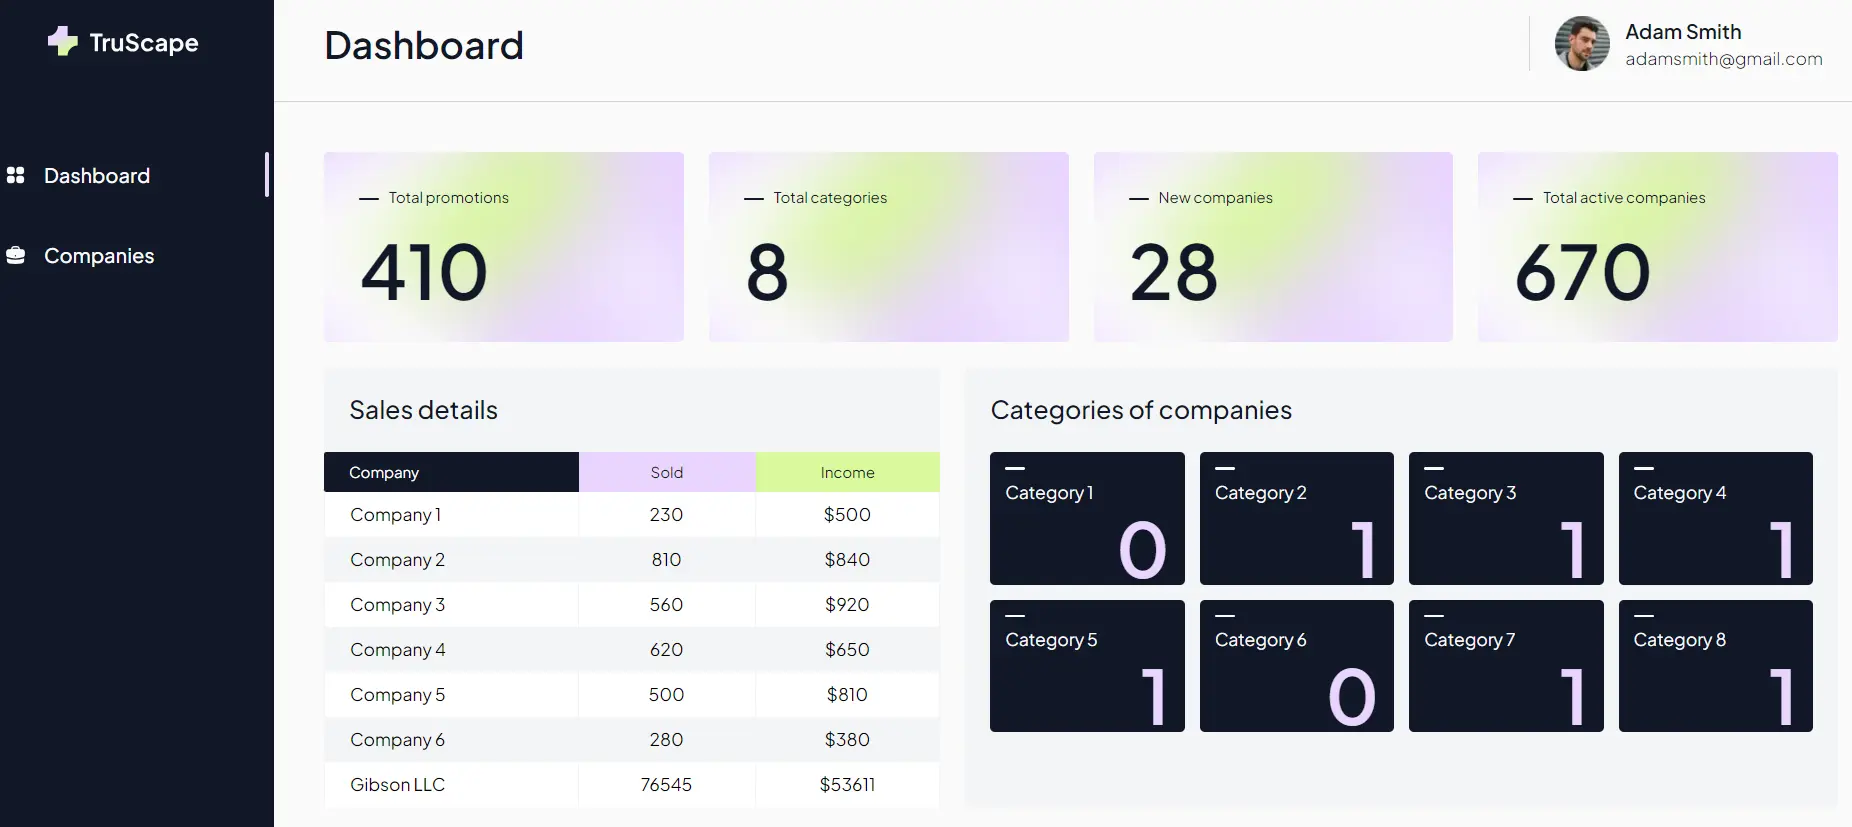 TruScape
Dashboard
Adam Smith
adamsmith@gmail.com
Dashboard
Companies
Total promotions
410
Total categories
8
New companies
28
Total active companies
670
Sales details
Company Sold Income
Company 1 230 $500
Company 2 810 $840
Company 3 560 $920
Company 4 620 $650
Company 5 500 $810
Company 6 280 $380
Gibson LLC 76545 $53611
Categories of companies
Category 1
0
Category 2
1
Category 3
1
Category 4
1
Category 5
1
Category 6
0
Category 7
1
Category 8
1